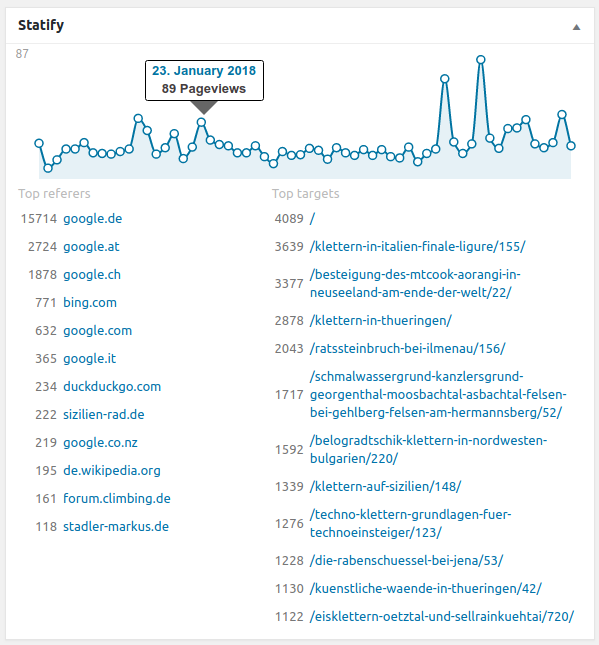 Statify
87
23. January 2018
89 Pageviews
Top referers
15714 google.de
2724 google.at
1878 google.ch
771 bing.com
632 google.com
365 google.it
234 duckduckgo.com
222 sizilien-rad.de
219 google.co.nz
195 de.wikipedia.org
161 forum.climbing.de
118 stadler-markus.de
Top targets
4089 /
3639 /klettern-in-italien-finale-ligure/155/
3377 /besteigung-des-mtcook-aorangi-in-
neuseeland-am-ende-der-welt/22/
2878 /klettern-in-thueringen/
2043 /ratssteinbruch-bei-ilmenau/156/
1717 /schmalwassergrund-kanzlersgrund-
georgenthal-moosbachtal-asbachtal-felsen-
bei-gehlberg-felsen-am-hermannsberg/52/
1592 /belogradtschik-klettern-in-nordwesten-
bulgarien/220/
1339 /klettern-auf-sizilien/148/
1276 /techno-klettern-grundlagen-fuer-
technoeinsteiger/123/
1228 /die-rabenschuessel-bei-jena/53/
1130 /kuenstliche-waende-in-thueringen/42/
1122 /eisklettern-oetztal-und-sellrainkuehtai/720/